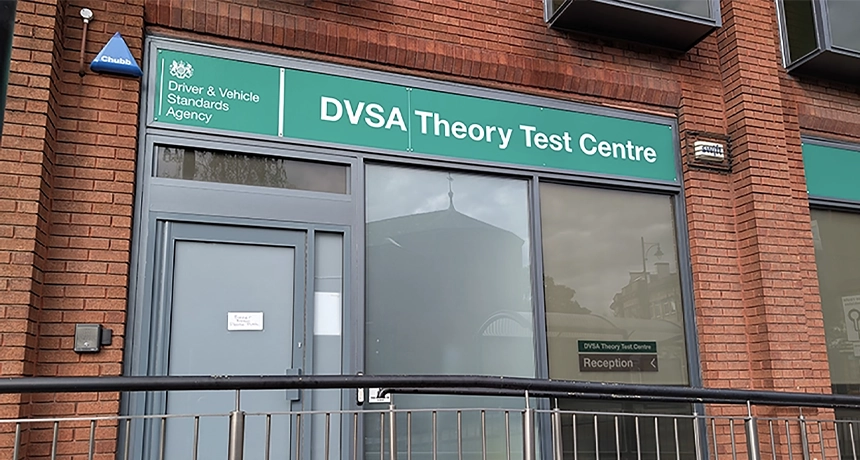 Chubb
Driver & Vehicle
Standards
Agency
DVSA Theory Test Centre
DVSA Theory Test Centre
Reception <